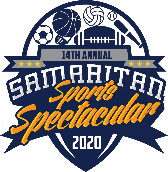 14TH ANNUAL
SAMARITAN
Sports
Spectacular
2020